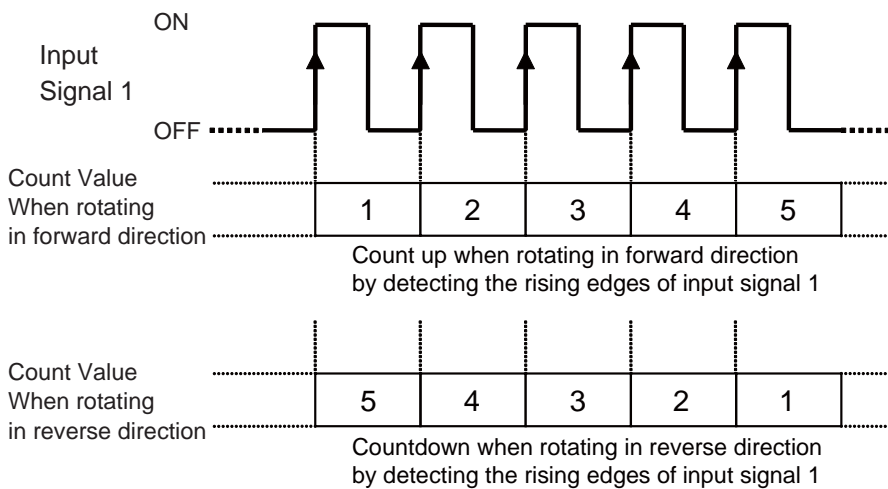 ON
Input
Signal 1
OFF
Count Value
When rotating
in forward direction
1 2 3 4 5
Count up when rotating in forward direction
by detecting the rising edges of input signal 1
Count Value
When rotating
in reverse direction
5 4 3 2 1
Countdown when rotating in reverse direction
by detecting the rising edges of input signal 1